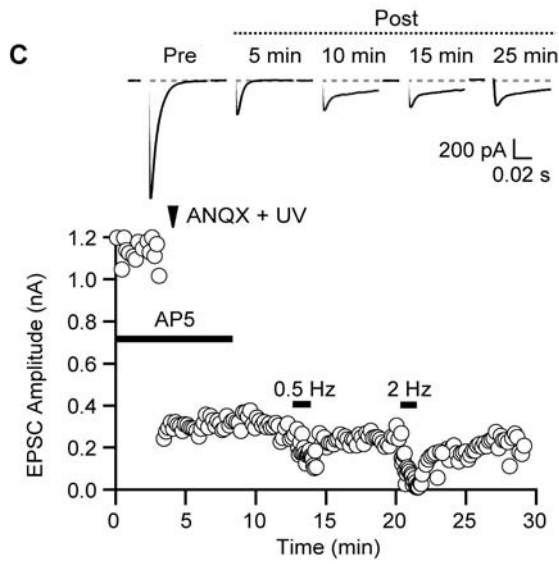 C
Post
Pre 5 min 10 min 15 min 25 min
200 pA
0.02 s
ANQX + UV
1.2
1.0
0.8
AP5
0.6
0.4
0.5 Hz 2 Hz
0.2
0.0
EPSC Amplitude (nA)
0 5 10 15 20 25 30
Time (min)